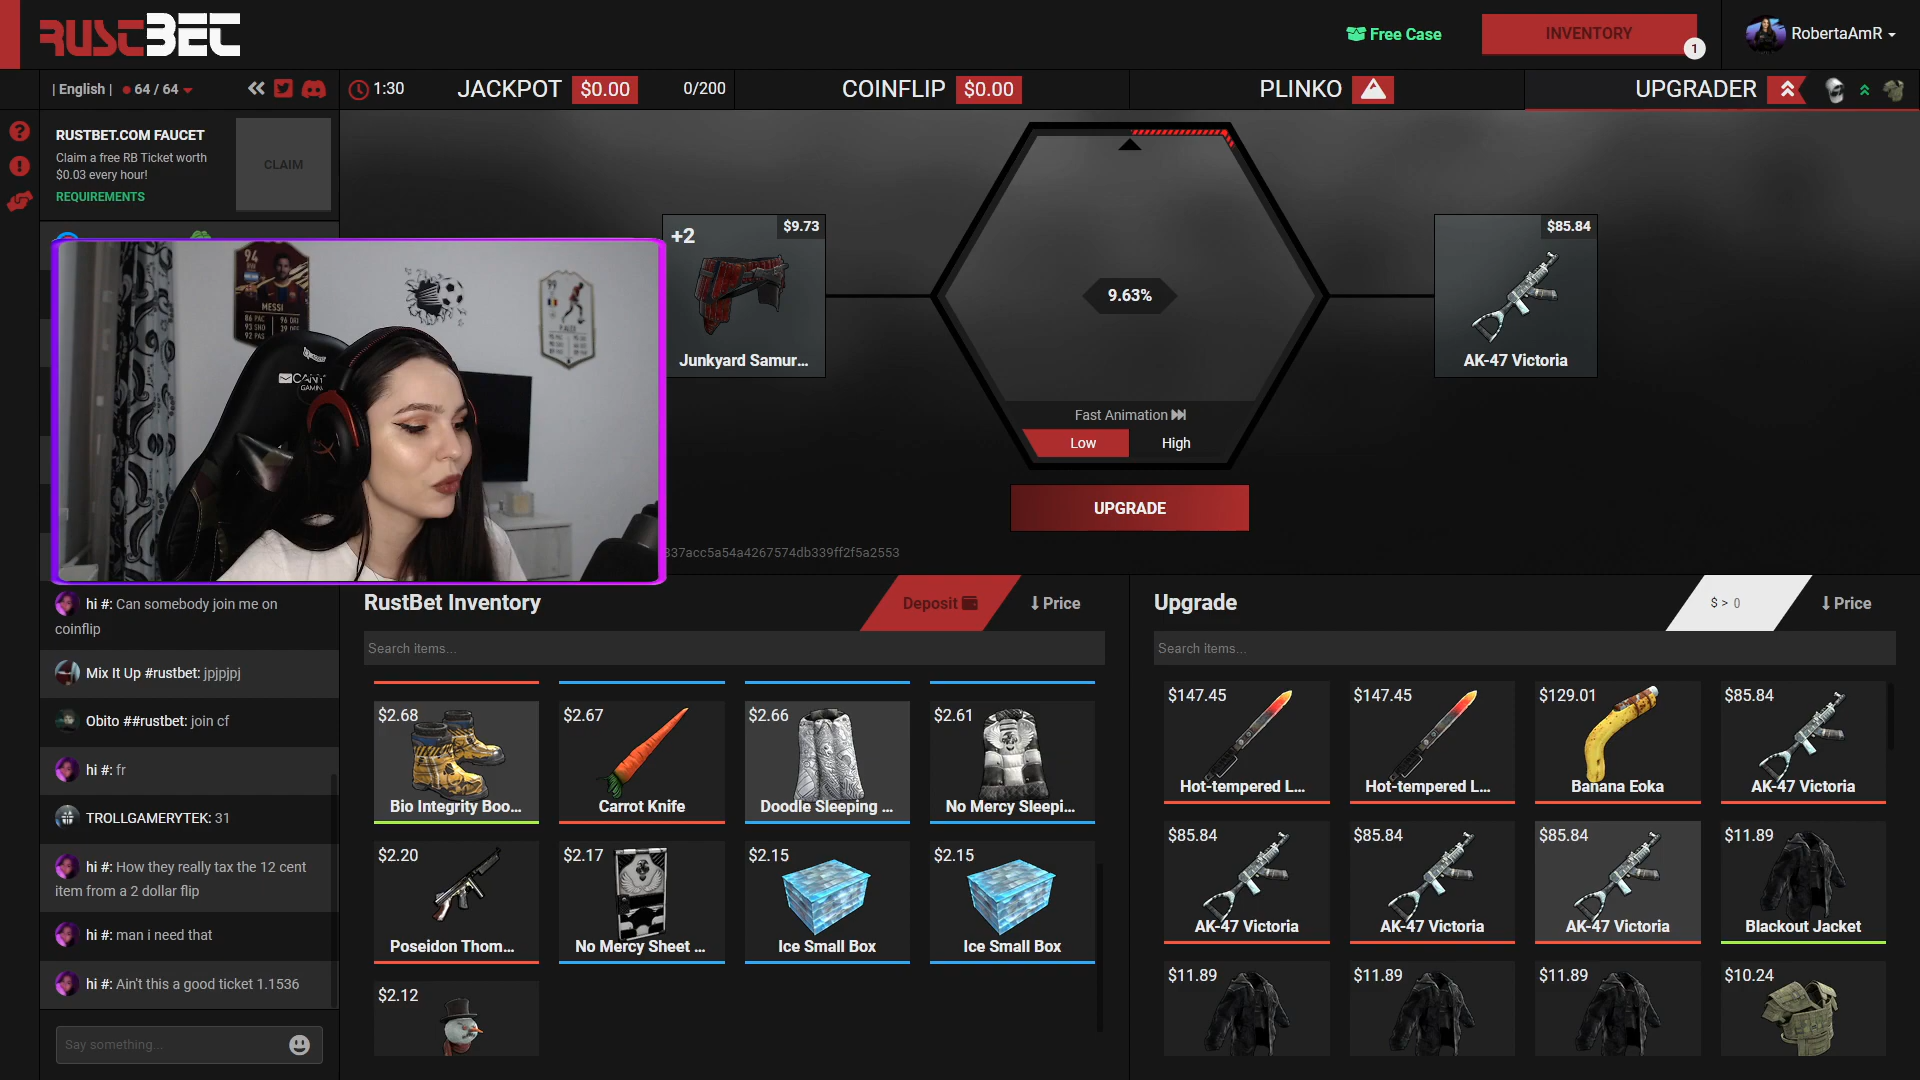 RUSTBET
Free Case
INVENTORY
1
RobertaAmR
| English | 64 / 64
1:30
JACKPOT $0.00 0/200
COINFLIP $0.00
PLINKO
UPGRADER
RUSTBET.COM FAUCET
Claim a free RB Ticket worth
$0.03 every hour!
REQUIREMENTS
CLAIM
+2
$9.73
Junkyard Samur...
9.63%
Fast Animation
Low High
UPGRADE
$85.84
AK-47 Victoria
94
MESSI
86 PAC
93 SHO
92 PAS
337acc5a54a4267574db339ff2f5a2553
hi #: Can somebody join me on
coinflip
Mix It Up #rustbet: jpjpjpj
Obito ##rustbet: join cf
hi #: fr
TROLLGAMERYTEK: 31
hi #: How they really tax the 12 cent
item from a 2 dollar flip
hi #: man i need that
hi #: Ain't this a good ticket 1.1536
Say something...
RustBet Inventory
Deposit
Price
Search items...
$2.68
Bio Integrity Boo...
$2.67
Carrot Knife
$2.66
Doodle Sleeping ...
$2.61
No Mercy Sleepi...
$2.20
Poseidon Thom...
$2.17
No Mercy Sheet ...
$2.15
Ice Small Box
$2.15
Ice Small Box
$2.12
Upgrade
$ > 0
Price
Search items...
$147.45
Hot-tempered L...
$147.45
Hot-tempered L...
$129.01
Banana Eoka
$85.84
AK-47 Victoria
$85.84
AK-47 Victoria
$85.84
AK-47 Victoria
$85.84
AK-47 Victoria
$11.89
Blackout Jacket
$11.89
$11.89
$11.89
$10.24